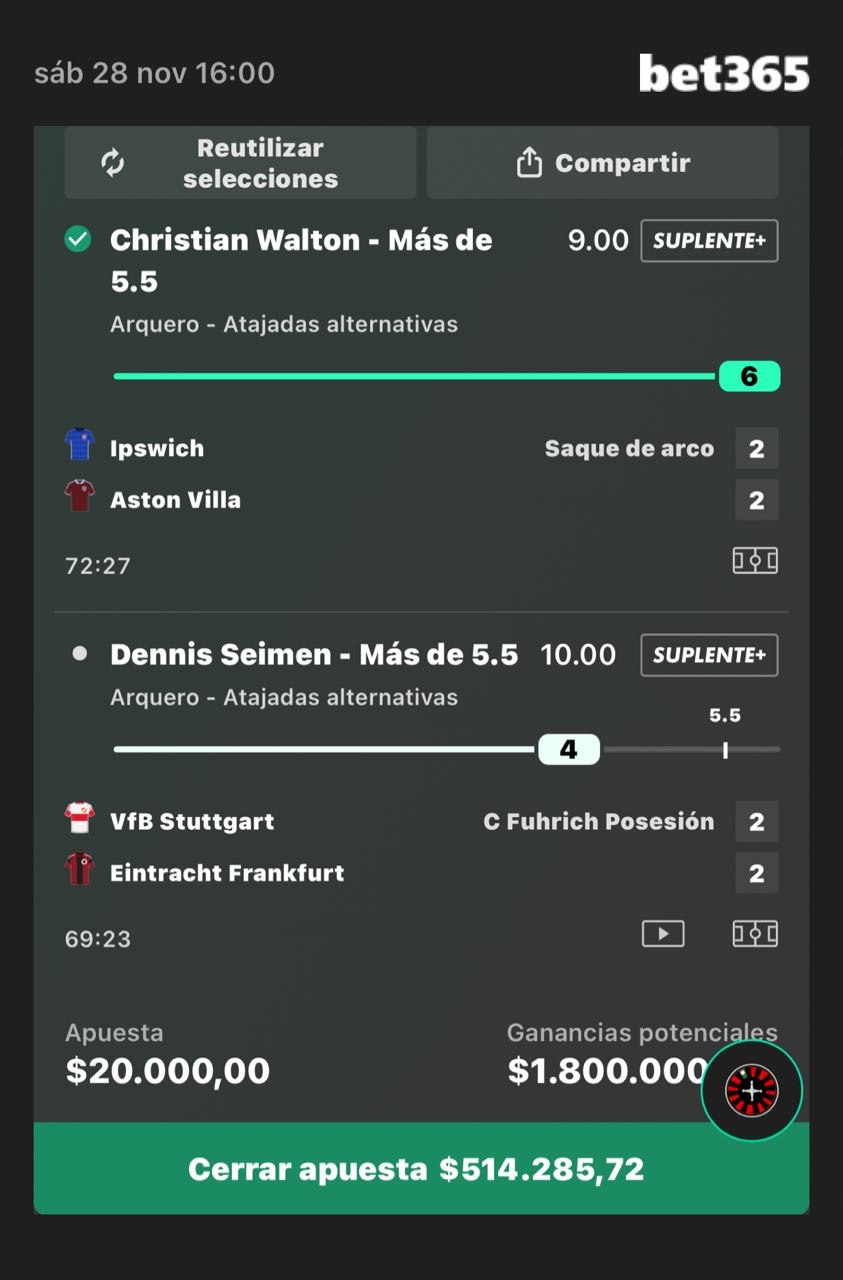 sáb 28 nov 16:00
bet365
Reutilizar
selecciones
Compartir
Christian Walton - Más de
5.5
9.00
SUPLENTE+
Arquero - Atajadas alternativas
6
Ipswich
Saque de arco
2
Aston Villa
2
72:27
Dennis Seimen - Más de 5.5
10.00
SUPLENTE+
Arquero - Atajadas alternativas
5.5
4
VfB Stuttgart
C Fuhrich Posesión
2
Eintracht Frankfurt
2
69:23
Apuesta
Ganancias potenciales
$20.000,00
$1.800.000
Cerrar apuesta $514.285,72